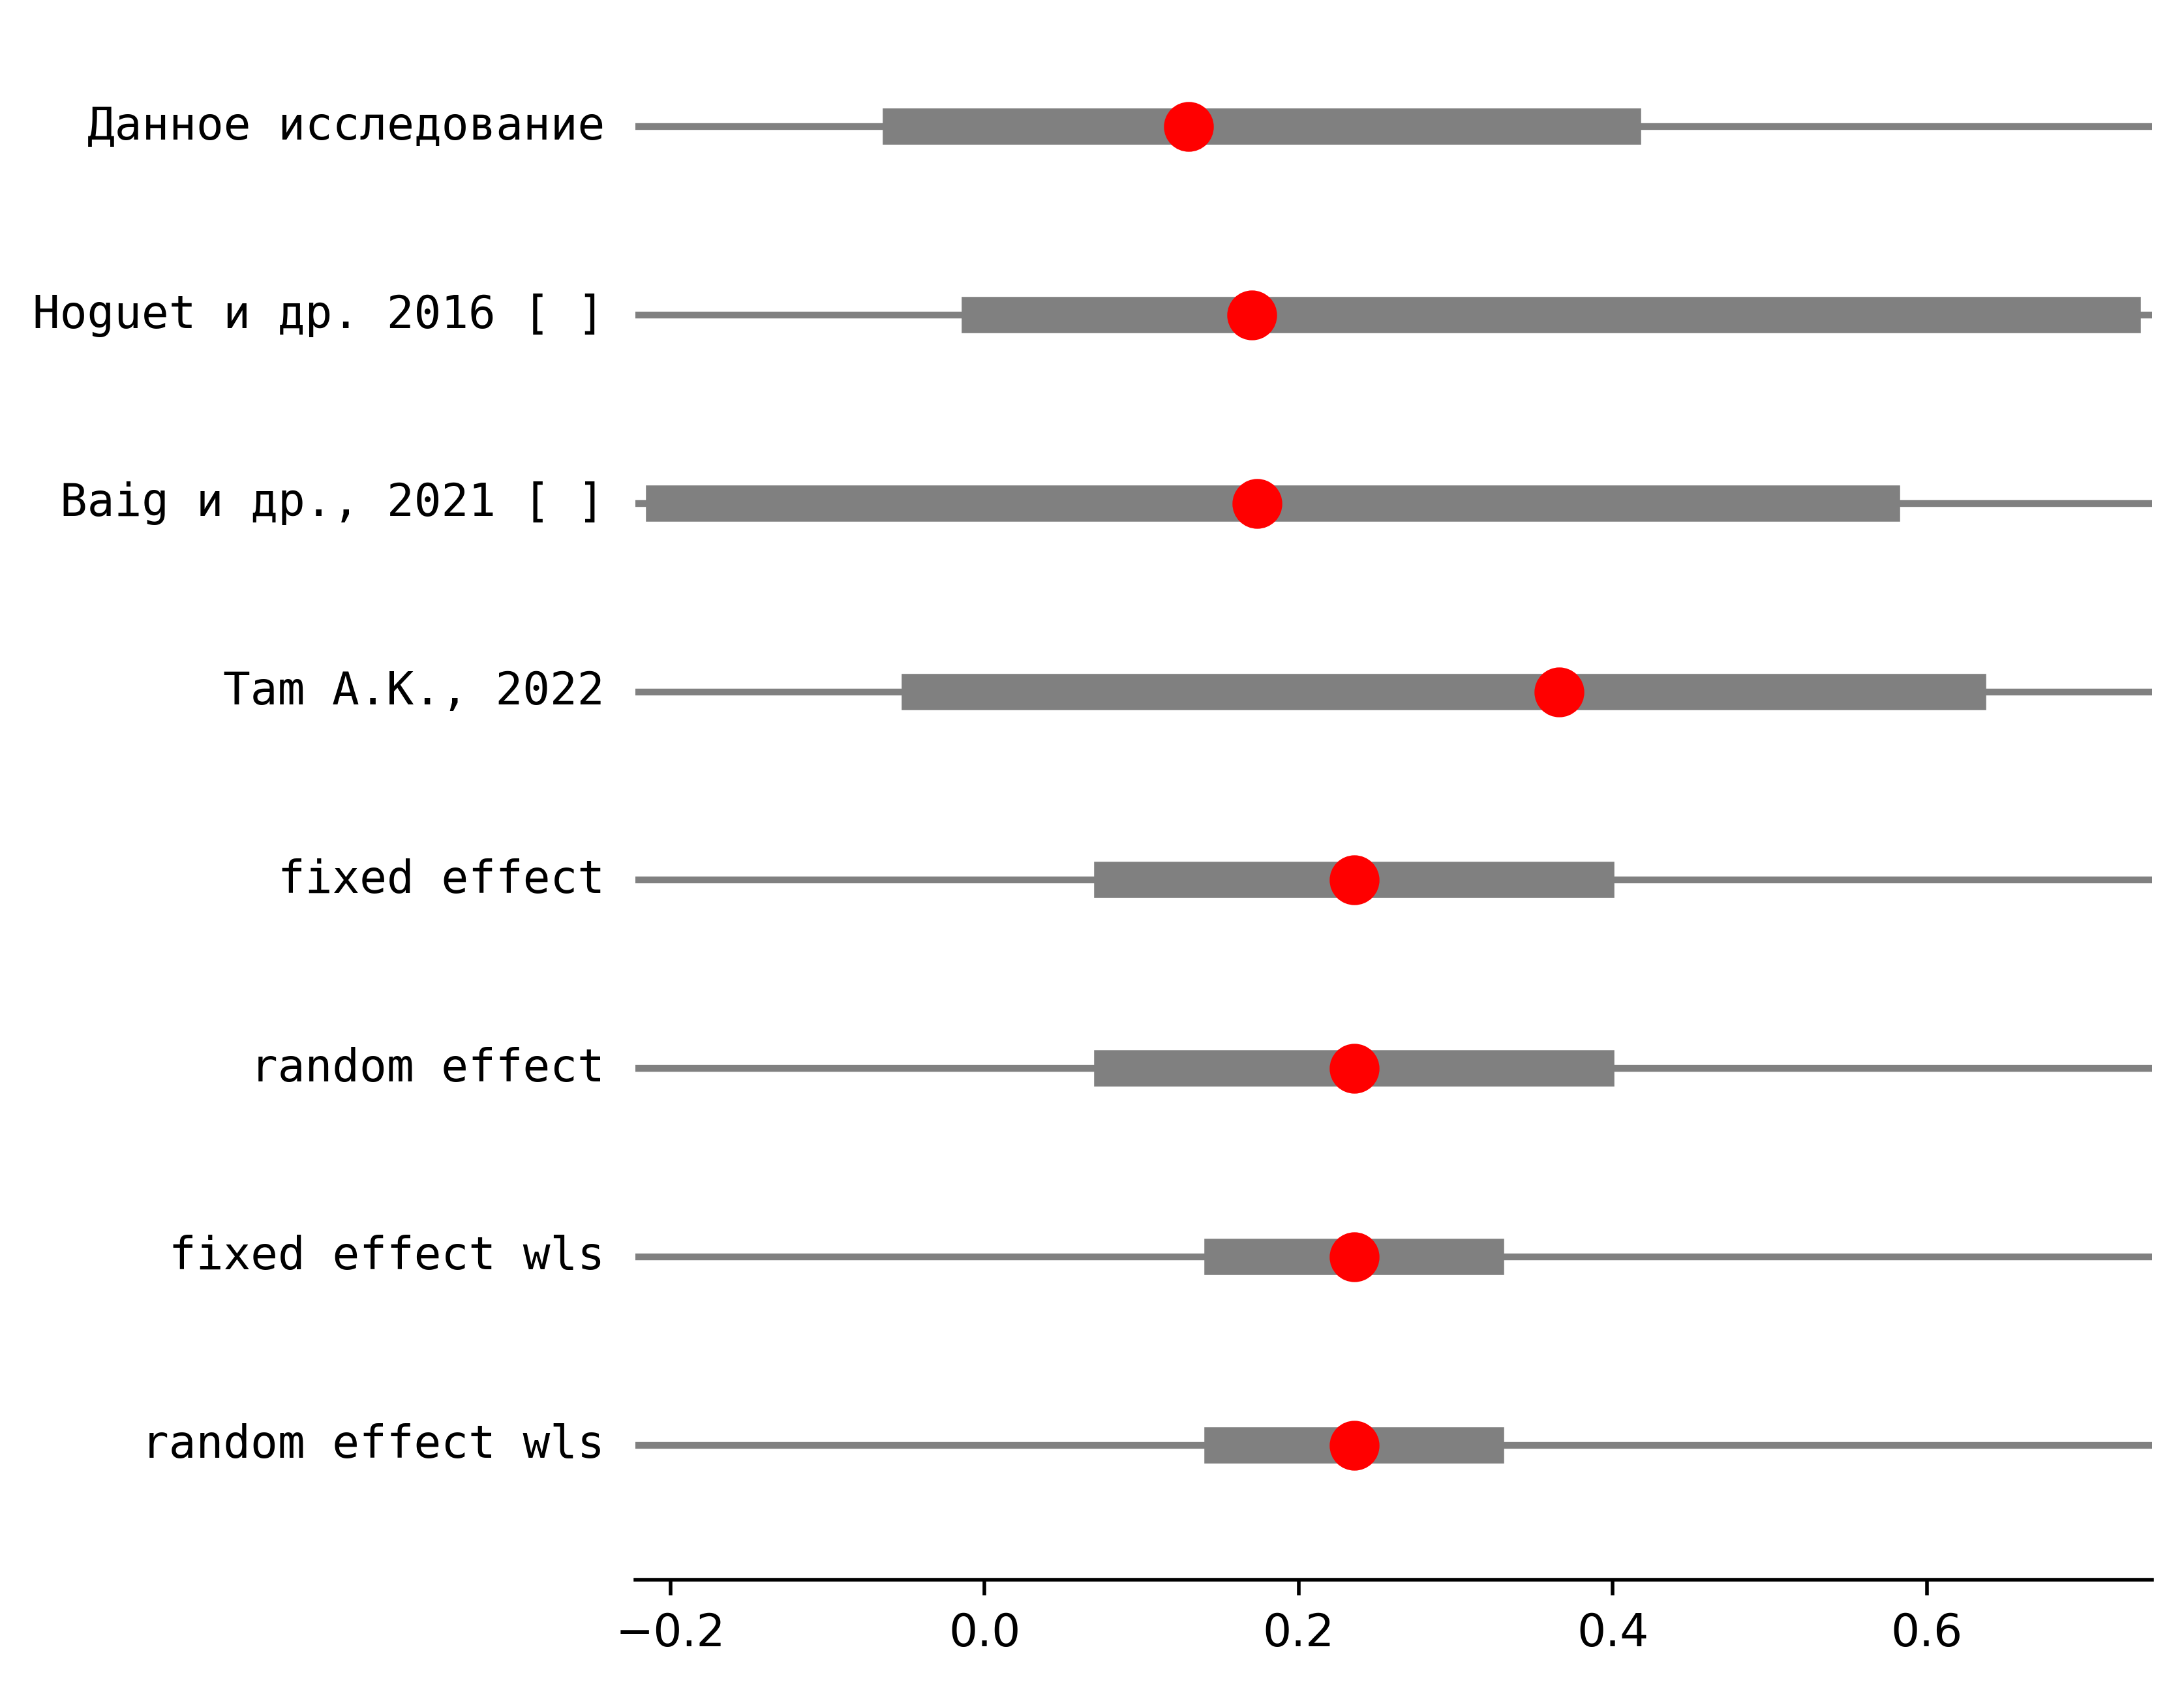 Данное исследование
Hoguet и др. 2016 [ ]
Baig и др., 2021 [ ]
Tam A.K., 2022
fixed effect
random effect
fixed effect wls
random effect wls
−0.2 0.0 0.2 0.4 0.6